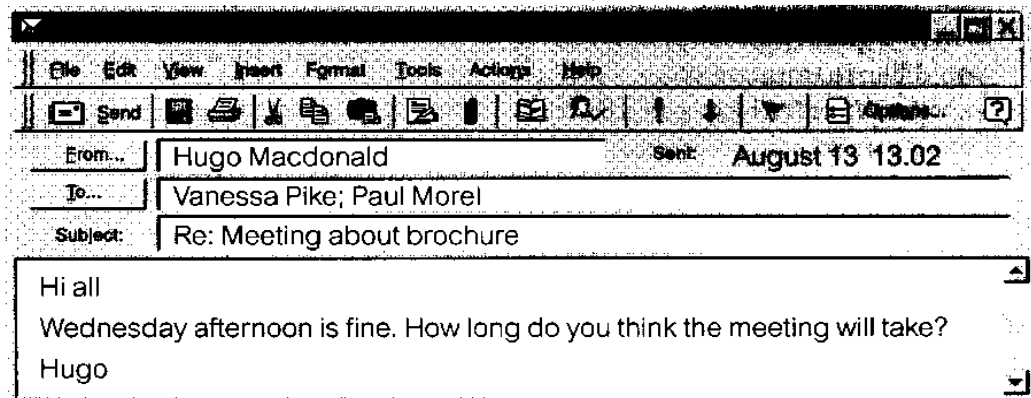 File Edit View Insert Format Tools Actions Help
Send Options...
From... Hugo Macdonald Sent: August 13 13.02
To... Vanessa Pike; Paul Morel
Subject: Re: Meeting about brochure
Hi all
Wednesday afternoon is fine. How long do you think the meeting will take?
Hugo